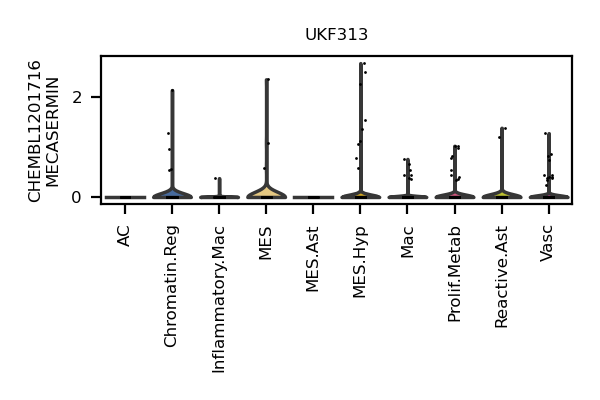 UKF313
CHEMBL1201716
MECASERMIN
2
0
AC
Chromatin.Reg
Inflammatory.Mac
MES
MES.Ast
MES.Hyp
Mac
Prolif.Metab
Reactive.Ast
Vasc